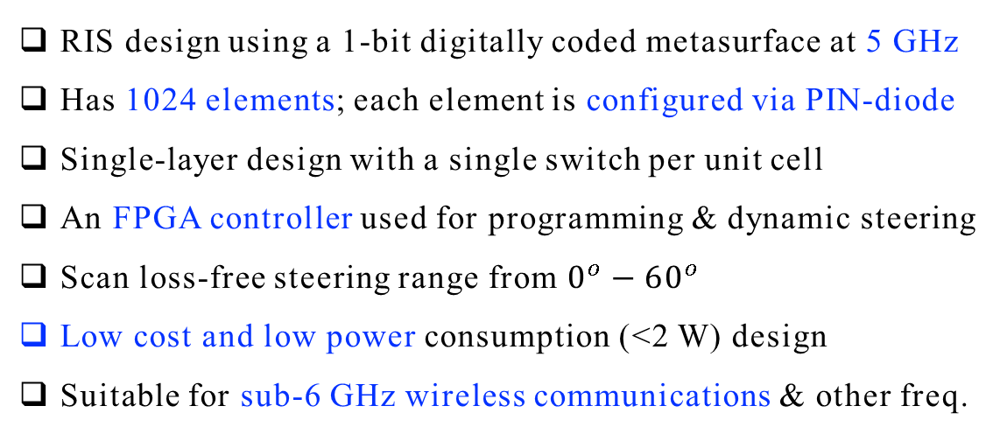 ❑ RIS design using a 1-bit digitally coded metasurface at 5 GHz
❑ Has 1024 elements; each element is configured via PIN-diode
❑ Single-layer design with a single switch per unit cell
❑ An FPGA controller used for programming & dynamic steering
❑ Scan loss-free steering range from 0° – 60°
❑ Low cost and low power consumption (<2 W) design
❑ Suitable for sub-6 GHz wireless communications & other freq.